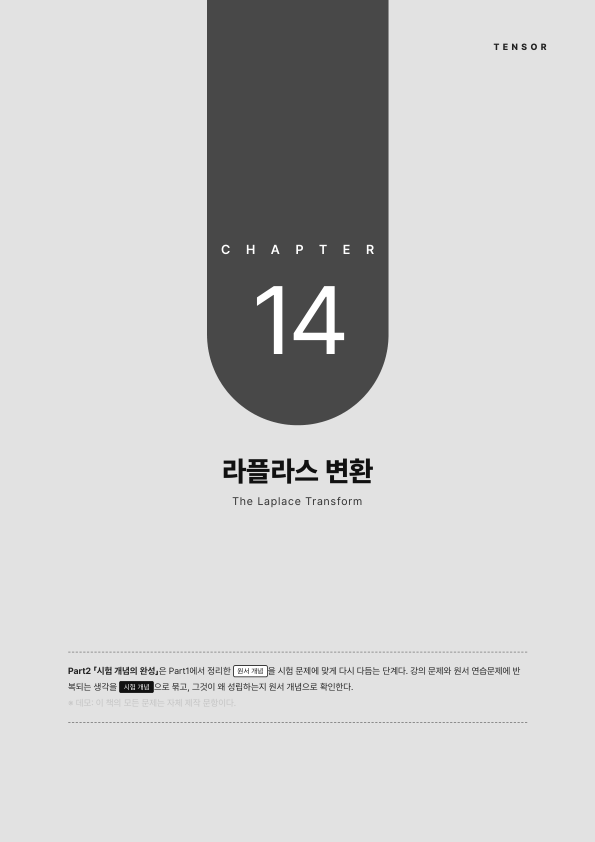 TENSOR
CHAPTER
14
라플라스 변환
The Laplace Transform
Part2 『시험 개념의 완성』은 Part1에서 정리한 원서 개념을 시험 문제에 맞게 다시 다듬는 단계다. 강의 문제와 원서 연습문제에 반
복되는 생각을 시험 개념으로 묶고, 그것이 왜 성립하는지 원서 개념으로 확인한다.
※ 데모: 이 책의 모든 문제는 자체 제작 문항이다.